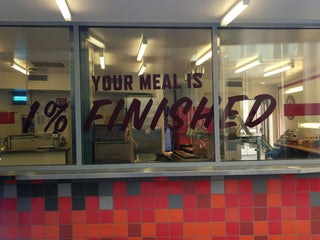 YOUR MEAL IS
1% FINISHED